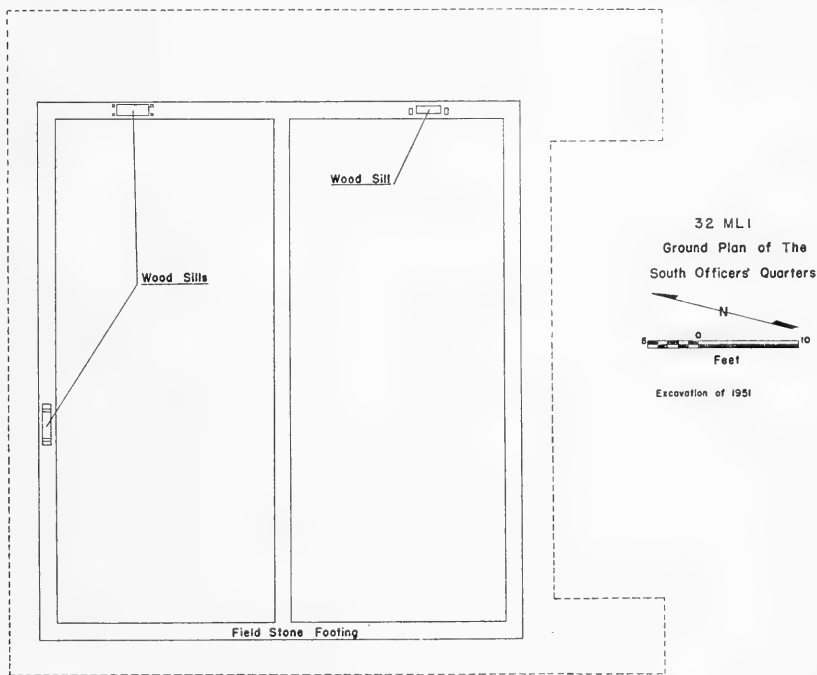 Wood Sill
Wood Sills
Field Stone Footing
32 ML1
Ground Plan of The
South Officers' Quarters
N
5 0 10
Feet
Excavation of 1951